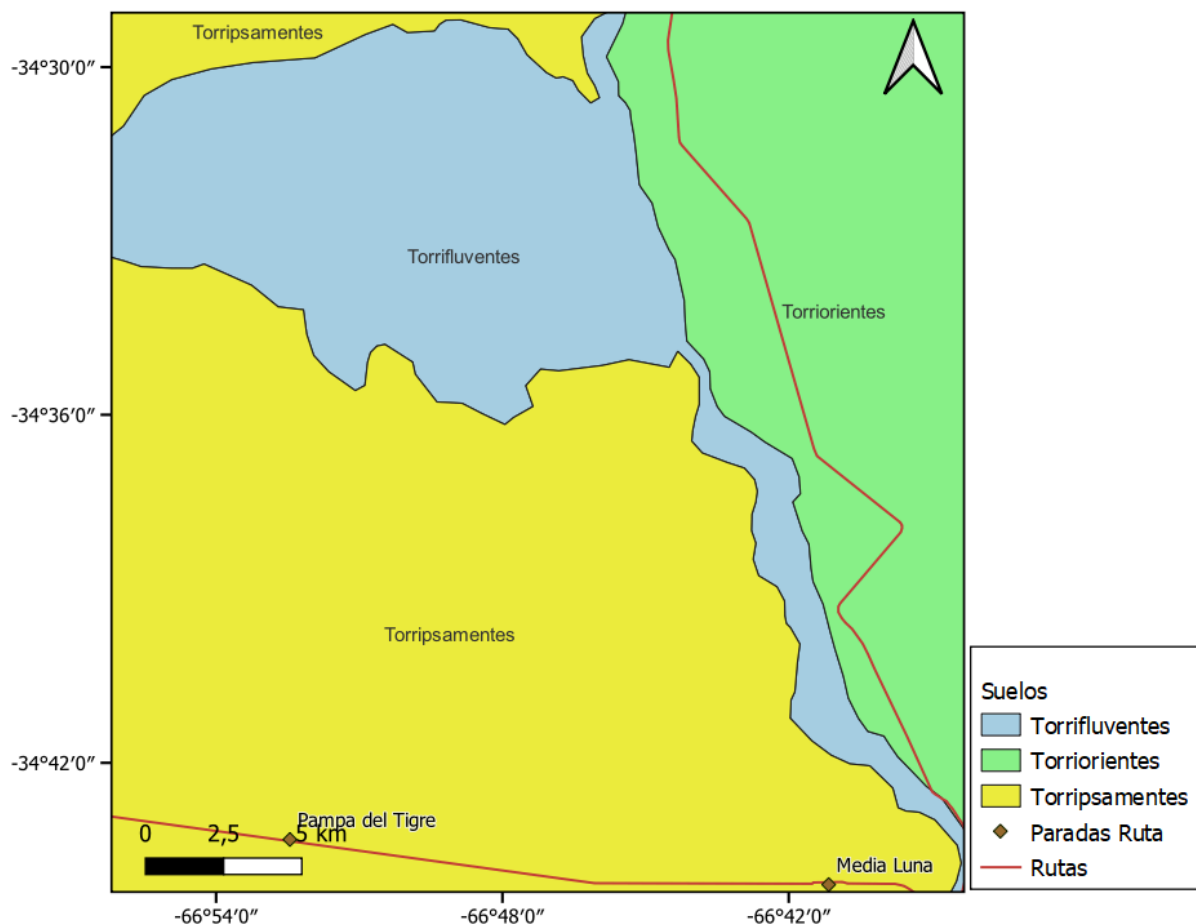 Torripsamentes
-34°30′0″
Torrifluventes
Torriorientes
-34°36′0″
Torripsamentes
-34°42′0″
Pampa del Tigre
0 2,5 5 km
Media Luna
-66°54′0″ -66°48′0″ -66°42′0″
Suelos
Torrifluventes
Torriorientes
Torripsamentes
Paradas Ruta
Rutas